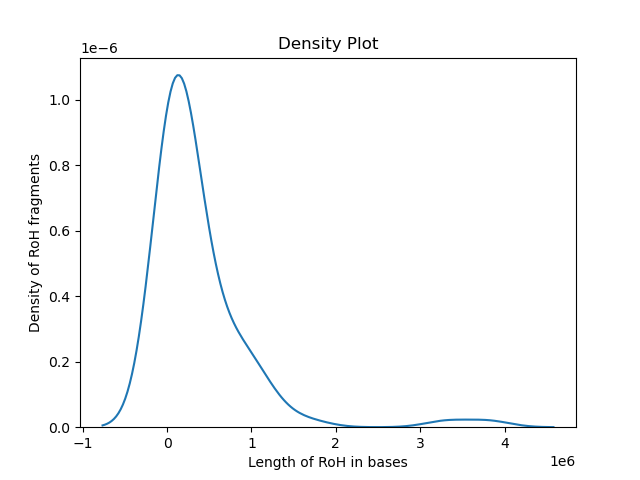 Density Plot
1e−6
1.0
0.8
0.6
0.4
0.2
0.0
Density of RoH fragments
−1 0 1 2 3 4
1e6
Length of RoH in bases